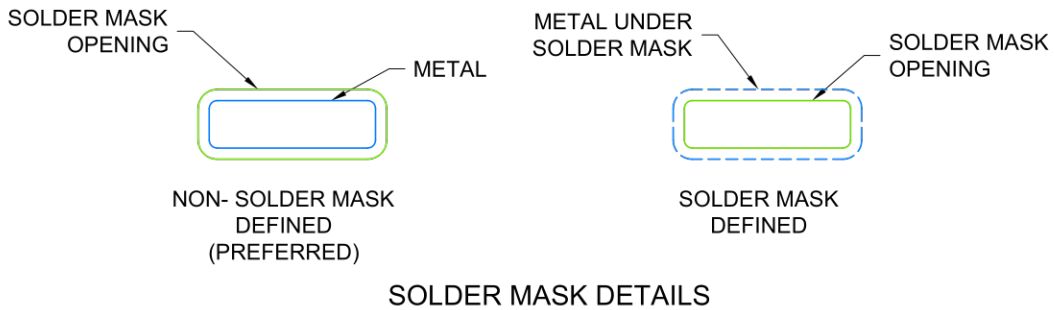 SOLDER MASK
OPENING
METAL
NON- SOLDER MASK
DEFINED
(PREFERRED)
METAL UNDER
SOLDER MASK
SOLDER MASK
OPENING
SOLDER MASK
DEFINED
SOLDER MASK DETAILS